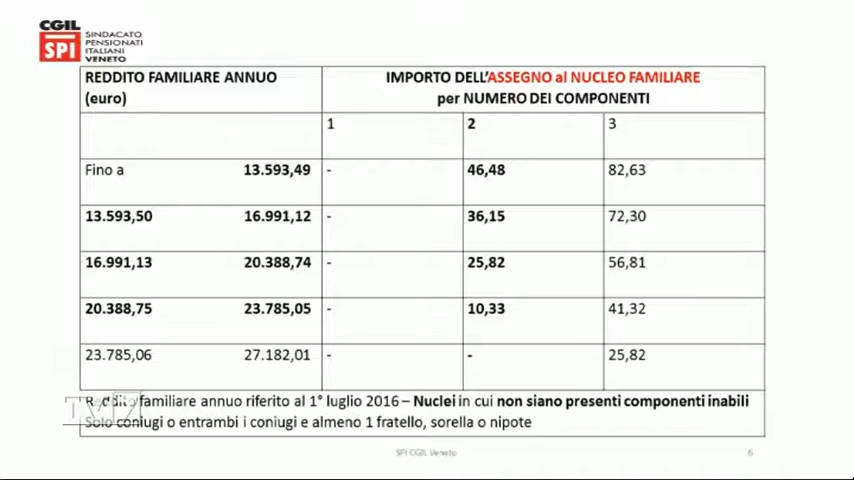 CGIL
SPI
SINDACATO
PENSIONATI
ITALIANI
VENETO
REDDITO FAMILIARE ANNUO
(euro)
IMPORTO DELL'ASSEGNO al NUCLEO FAMILIARE
per NUMERO DEI COMPONENTI
1 2 3
Fino a 13.593,49 - 46,48 82,63
13.593,50 16.991,12 - 36,15 72,30
16.991,13 20.388,74 - 25,82 56,81
20.388,75 23.785,05 - 10,33 41,32
23.785,06 27.182,01 - - 25,82
Reddito familiare annuo riferito al 1° luglio 2016 – Nuclei in cui non siano presenti componenti inabili
Solo coniugi o entrambi i coniugi e almeno 1 fratello, sorella o nipote
TV7
SPI CGIL Veneto 6